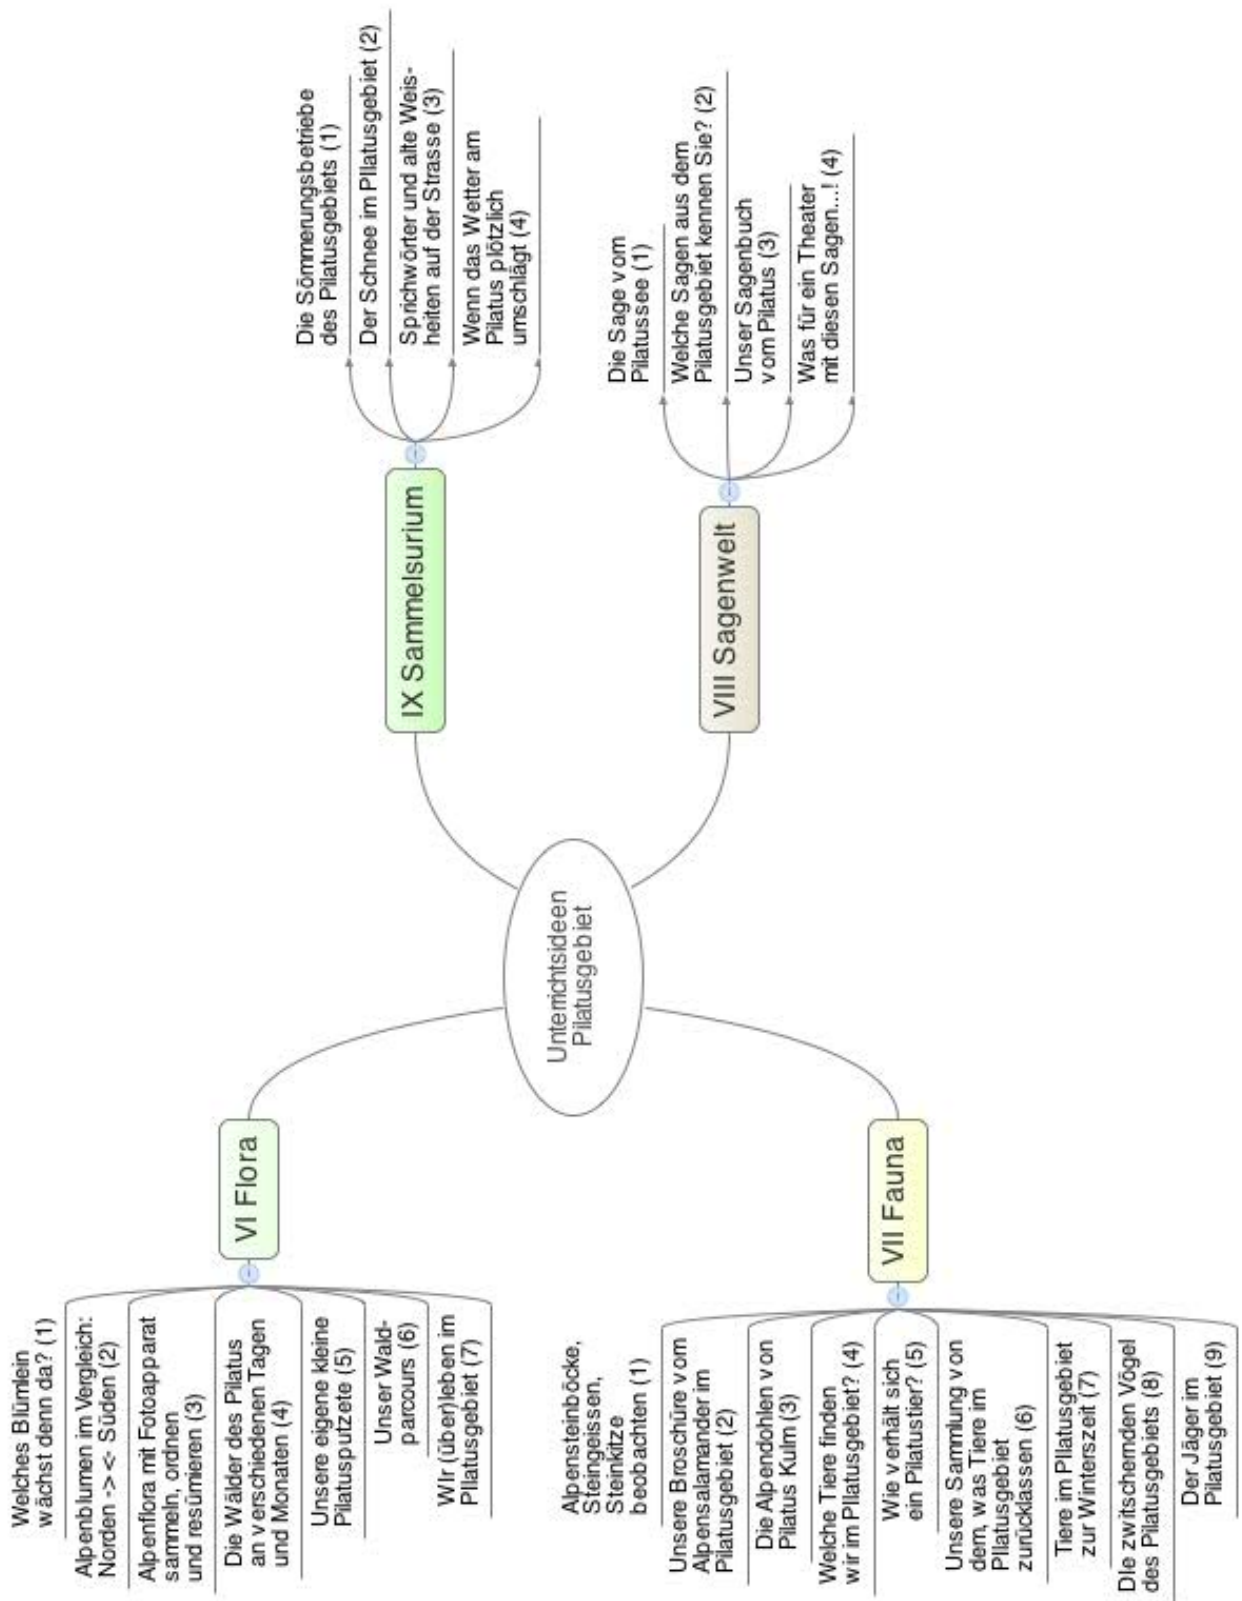 Unterrichtsideen
Pilatusgebiet
VI Flora
Welches Blümlein
wächst denn da? (1)
Alpenblumen im Vergleich:
Norden -> <- Süden (2)
Alpenflora mit Fotoapparat
sammeln, ordnen
und resümieren (3)
Die Wälder des Pilatus
an verschiedenen Tagen
und Monaten (4)
Unsere eigene kleine
Pilatusputzete (5)
Unser Wald-
parcours (6)
Wir (über)leben im
Pilatusgebiet (7)
VII Fauna
Alpensteinböcke,
Steingeissen,
Steinkitze
beobachten (1)
Unsere Broschüre vom
Alpensalamander im
Pilatusgebiet (2)
Die Alpendohlen von
Pilatus Kulm (3)
Welche Tiere finden
wir im Pilatusgebiet? (4)
Wie verhält sich
ein Pilatustier? (5)
Unsere Sammlung von
dem, was Tiere im
Pilatusgebiet
zurücklassen (6)
Tiere im Pilatusgebiet
zur Winterszeit (7)
Die zwitschernden Vögel
des Pilatusgebiets (8)
Der Jäger im
Pilatusgebiet (9)
IX Sammelsurium
Die Sömmerungsbetriebe
des Pilatusgebiets (1)
Der Schnee im Pilatusgebiet (2)
Sprichwörter und alte Weis-
heiten auf der Strasse (3)
Wenn das Wetter am
Pilatus plötzlich
umschlägt (4)
VIII Sagenwelt
Die Sage vom
Pilatussee (1)
Welche Sagen aus dem
Pilatusgebiet kennen Sie? (2)
Unser Sagenbuch
vom Pilatus (3)
Was für ein Theater
mit diesen Sagen...! (4)